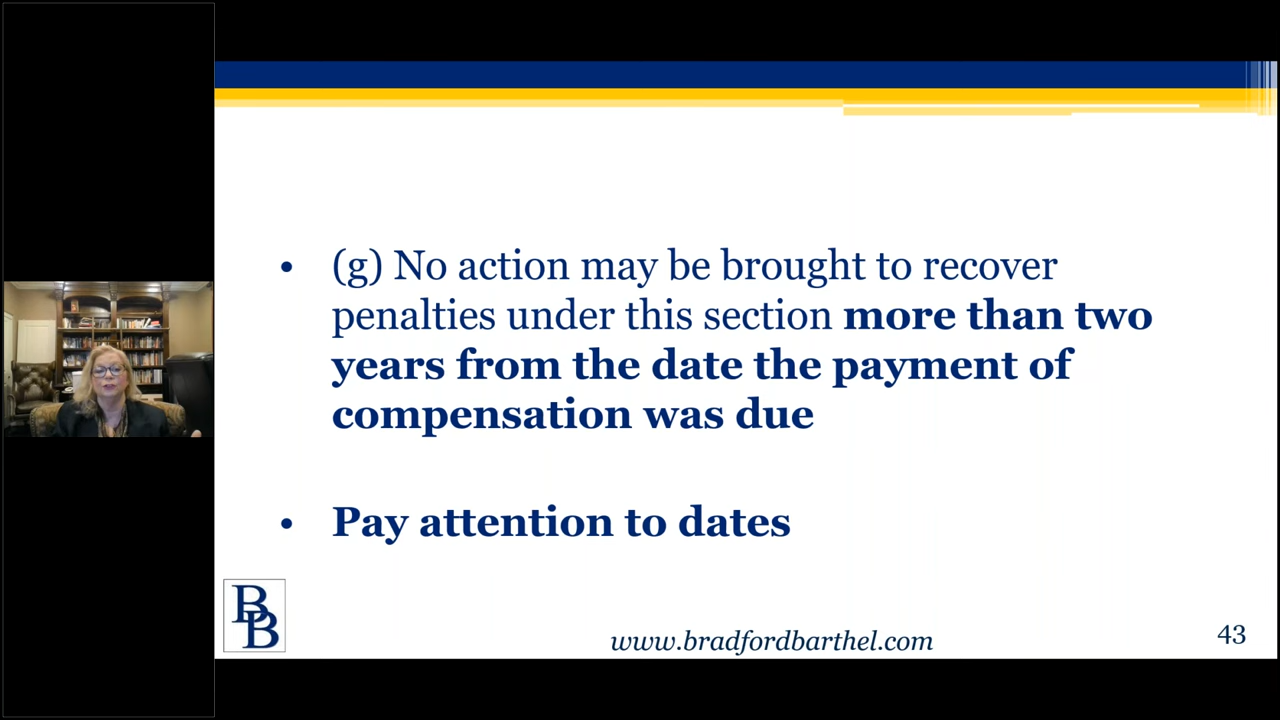 • (g) No action may be brought to recover
penalties under this section more than two
years from the date the payment of
compensation was due
• Pay attention to dates
BB
www.bradfordbarthel.com
43